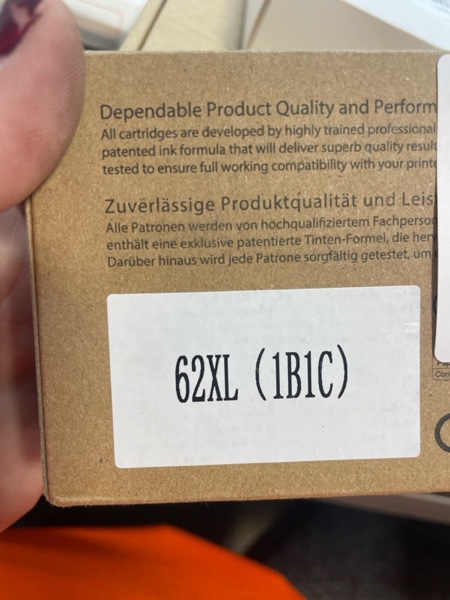 Dependable Product Quality and Perform
All cartridges are developed by highly trained professional
patented ink formula that will deliver superb quality resul
tested to ensure full working compatibility with your printe
Zuverlässige Produktqualität und Leis
Alle Patronen werden von hochqualifiziertem Fachperson
enthält eine exklusive patentierte Tinten-Formel, die her
Darüber hinaus wird jede Patrone sorgfältig getestet, um
62XL (1B1C)